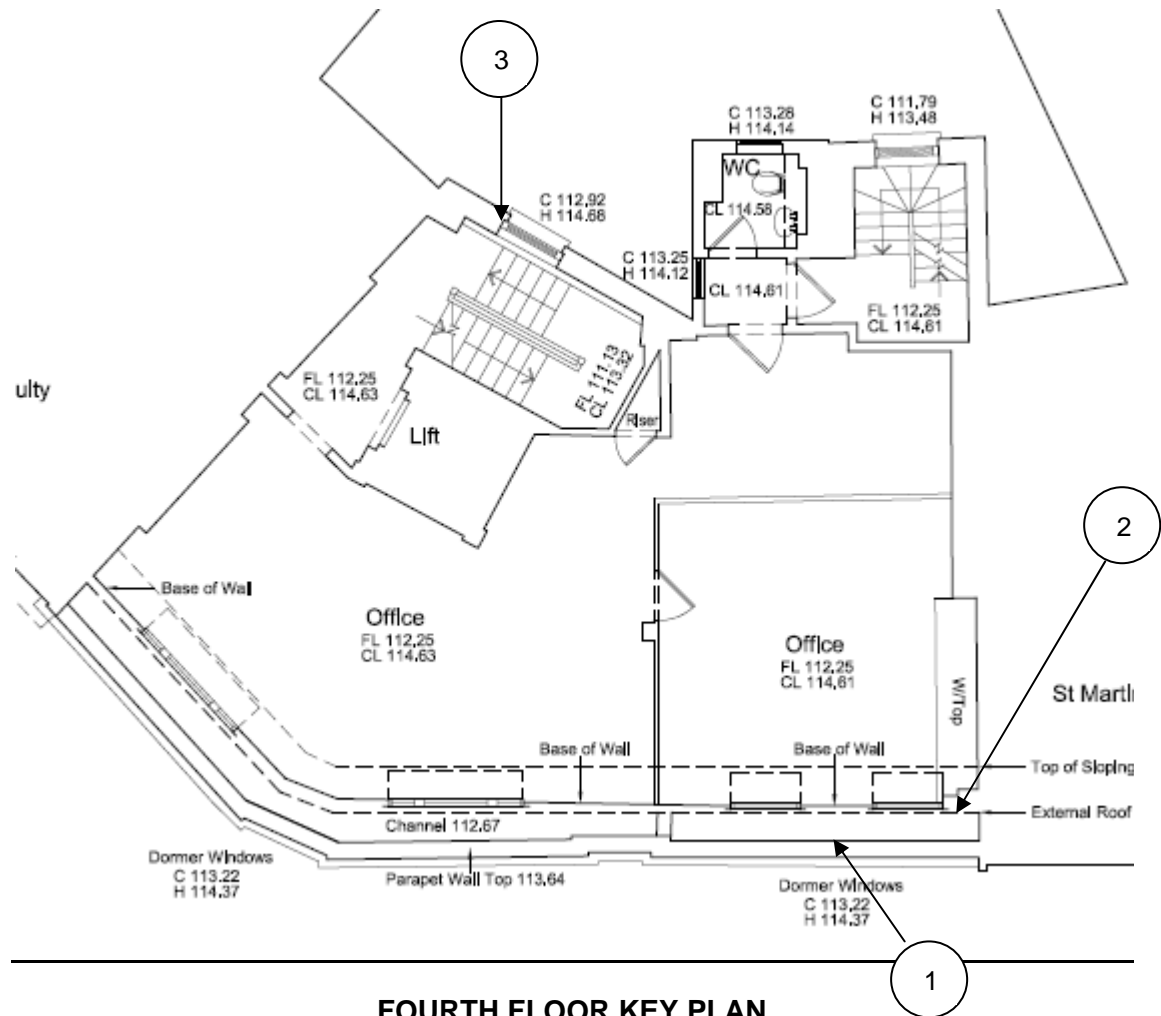 3
C 111,79
H 113,48
C 113.28
H 114.14
WC
C 112,92
H 114.68
CL 114.58
C 113.25
H 114.12
CL 114,61
FL 112.25
CL 114,61
FL 111.13
CL 113.32
FL 112.25
CL 114,63
ulty
Riser
Lift
2
Base of Wall
Office
FL 112,25
CL 114.63
Office
FL 112,25
CL 114,61
W/Top
St Marti
Base of Wall
Base of Wall
Top of Sloping
External Roof
Channel 112.67
Dormer Windows
C 113.22
H 114.37
Parapet Wall Top 113.64
Dormer Windows
C 113,22
H 114.37
1
FOURTH FLOOR KEY PLAN